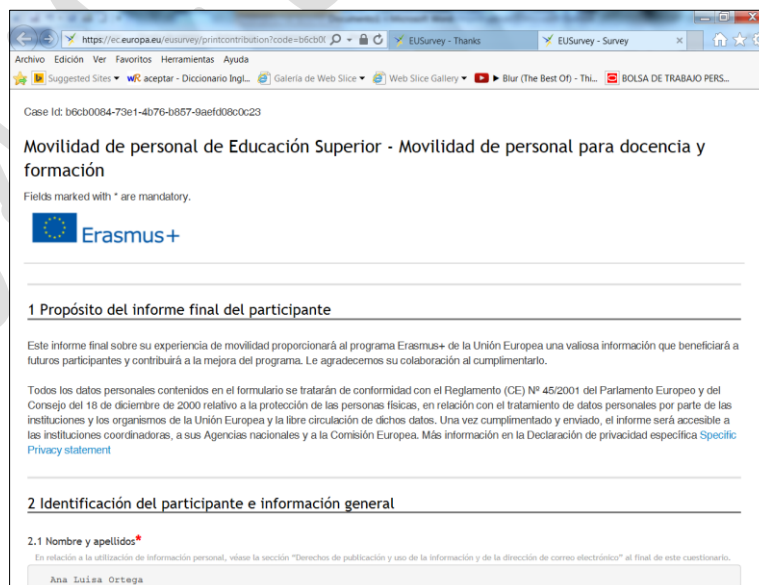 https://ec.europa.eu/eusurvey/printcontribution?code=b6cb0
EUSurvey - Thanks
EUSurvey - Survey
Archivo Edición Ver Favoritos Herramientas Ayuda
Suggested Sites wR aceptar - Diccionario Ingl... Galería de Web Slice Web Slice Gallery ► Blur (The Best Of) - Thi... BOLSA DE TRABAJO PERS...
Case Id: b6cb0084-73e1-4b76-b857-9aefd08c0c23
Movilidad de personal de Educación Superior - Movilidad de personal para docencia y
formación
Fields marked with * are mandatory.
Erasmus+
1 Propósito del informe final del participante
Este informe final sobre su experiencia de movilidad proporcionará al programa Erasmus+ de la Unión Europea una valiosa información que beneficiará a
futuros participantes y contribuirá a la mejora del programa. Le agradecemos su colaboración al cumplimentarlo.
Todos los datos personales contenidos en el formulario se tratarán de conformidad con el Reglamento (CE) Nº 45/2001 del Parlamento Europeo y del
Consejo del 18 de diciembre de 2000 relativo a la protección de las personas físicas, en relación con el tratamiento de datos personales por parte de las
instituciones y los organismos de la Unión Europea y la libre circulación de dichos datos. Una vez cumplimentado y enviado, el informe será accesible a
las instituciones coordinadoras, a sus Agencias nacionales y a la Comisión Europea. Más información en la Declaración de privacidad específica Specific
Privacy statement
2 Identificación del participante e información general
2.1 Nombre y apellidos*
En relación a la utilización de información personal, véase la sección "Derechos de publicación y uso de la información y de la dirección de correo electrónico" al final de este cuestionario.
Ana Luisa Ortega